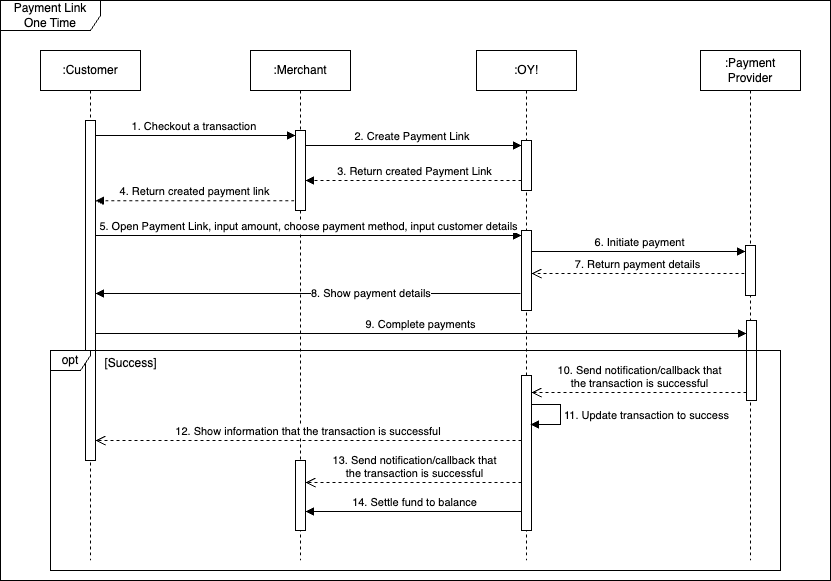 Payment Link
One Time
:Customer
:Merchant
:OY!
:Payment
Provider
1. Checkout a transaction
2. Create Payment Link
3. Return created Payment Link
4. Return created payment link
5. Open Payment Link, input amount, choose payment method, input customer details
6. Initiate payment
7. Return payment details
8. Show payment details
9. Complete payments
opt
[Success]
10. Send notification/callback that
the transaction is successful
11. Update transaction to success
12. Show information that the transaction is successful
13. Send notification/callback that
the transaction is successful
14. Settle fund to balance